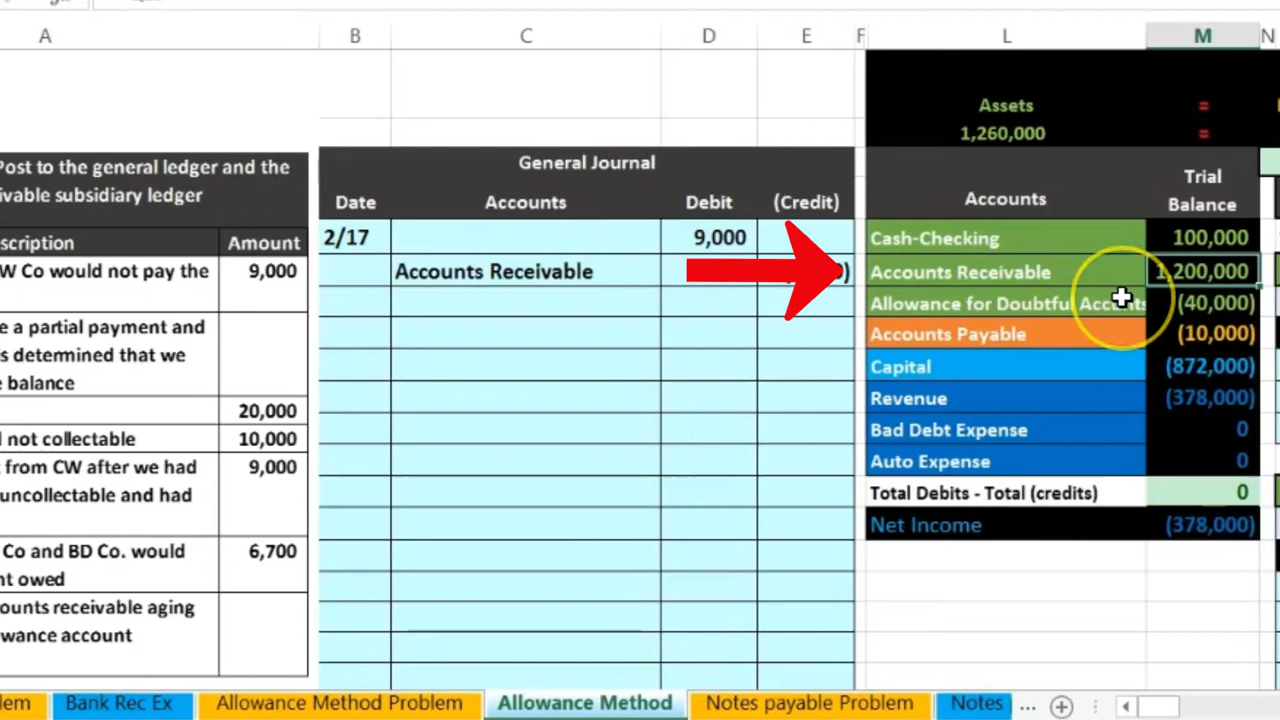 A B C D E F L M N
Assets =
1,260,000 =
Post to the general ledger and the
ivable subsidiary ledger
General Journal
Date Accounts Debit (Credit)
Accounts Trial Balance
scription Amount
W Co would not pay the 9,000
e a partial payment and
is determined that we
e balance
20,000
not collectable 10,000
from CW after we had 9,000
uncollectable and had
Co and BD Co. would 6,700
nt owed
ounts receivable aging
wance account
2/17 9,000
Accounts Receivable )
Cash-Checking 100,000
Accounts Receivable 1,200,000
Allowance for Doubtful Accounts (40,000)
Accounts Payable (10,000)
Capital (872,000)
Revenue (378,000)
Bad Debt Expense 0
Auto Expense 0
Total Debits - Total (credits) 0
Net Income (378,000)
lem Bank Rec Ex Allowance Method Problem Allowance Method Notes payable Problem Notes ...